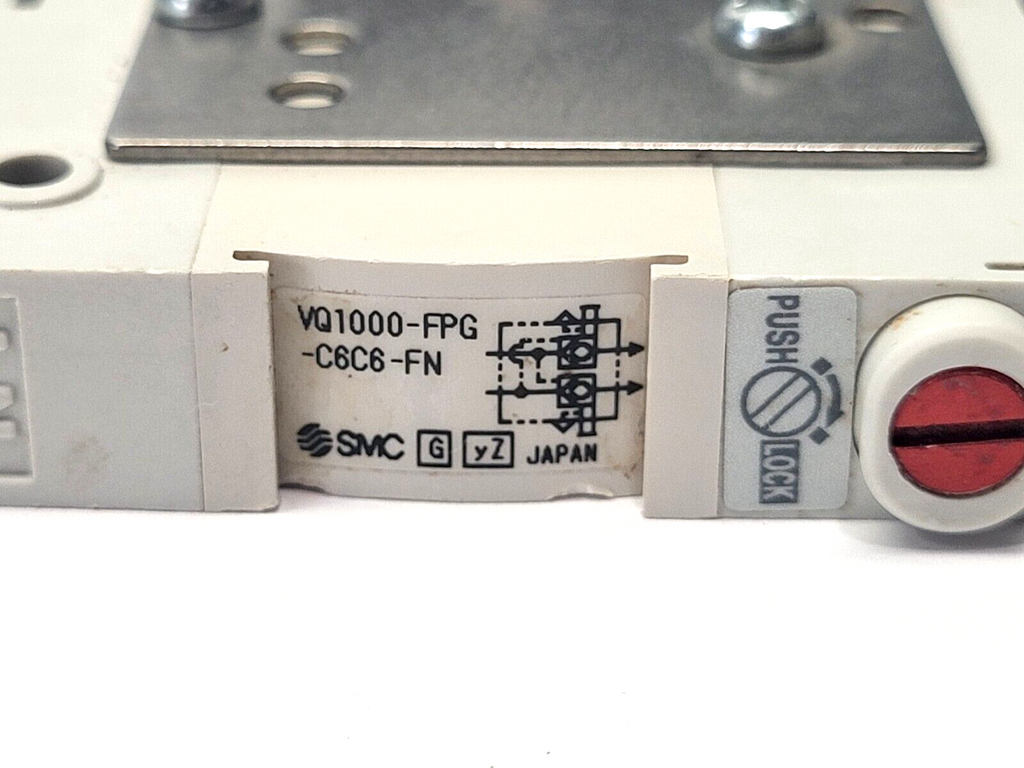 VQ1000-FPG
-C6C6-FN
SMC G yZ JAPAN
PUSH
LOCK